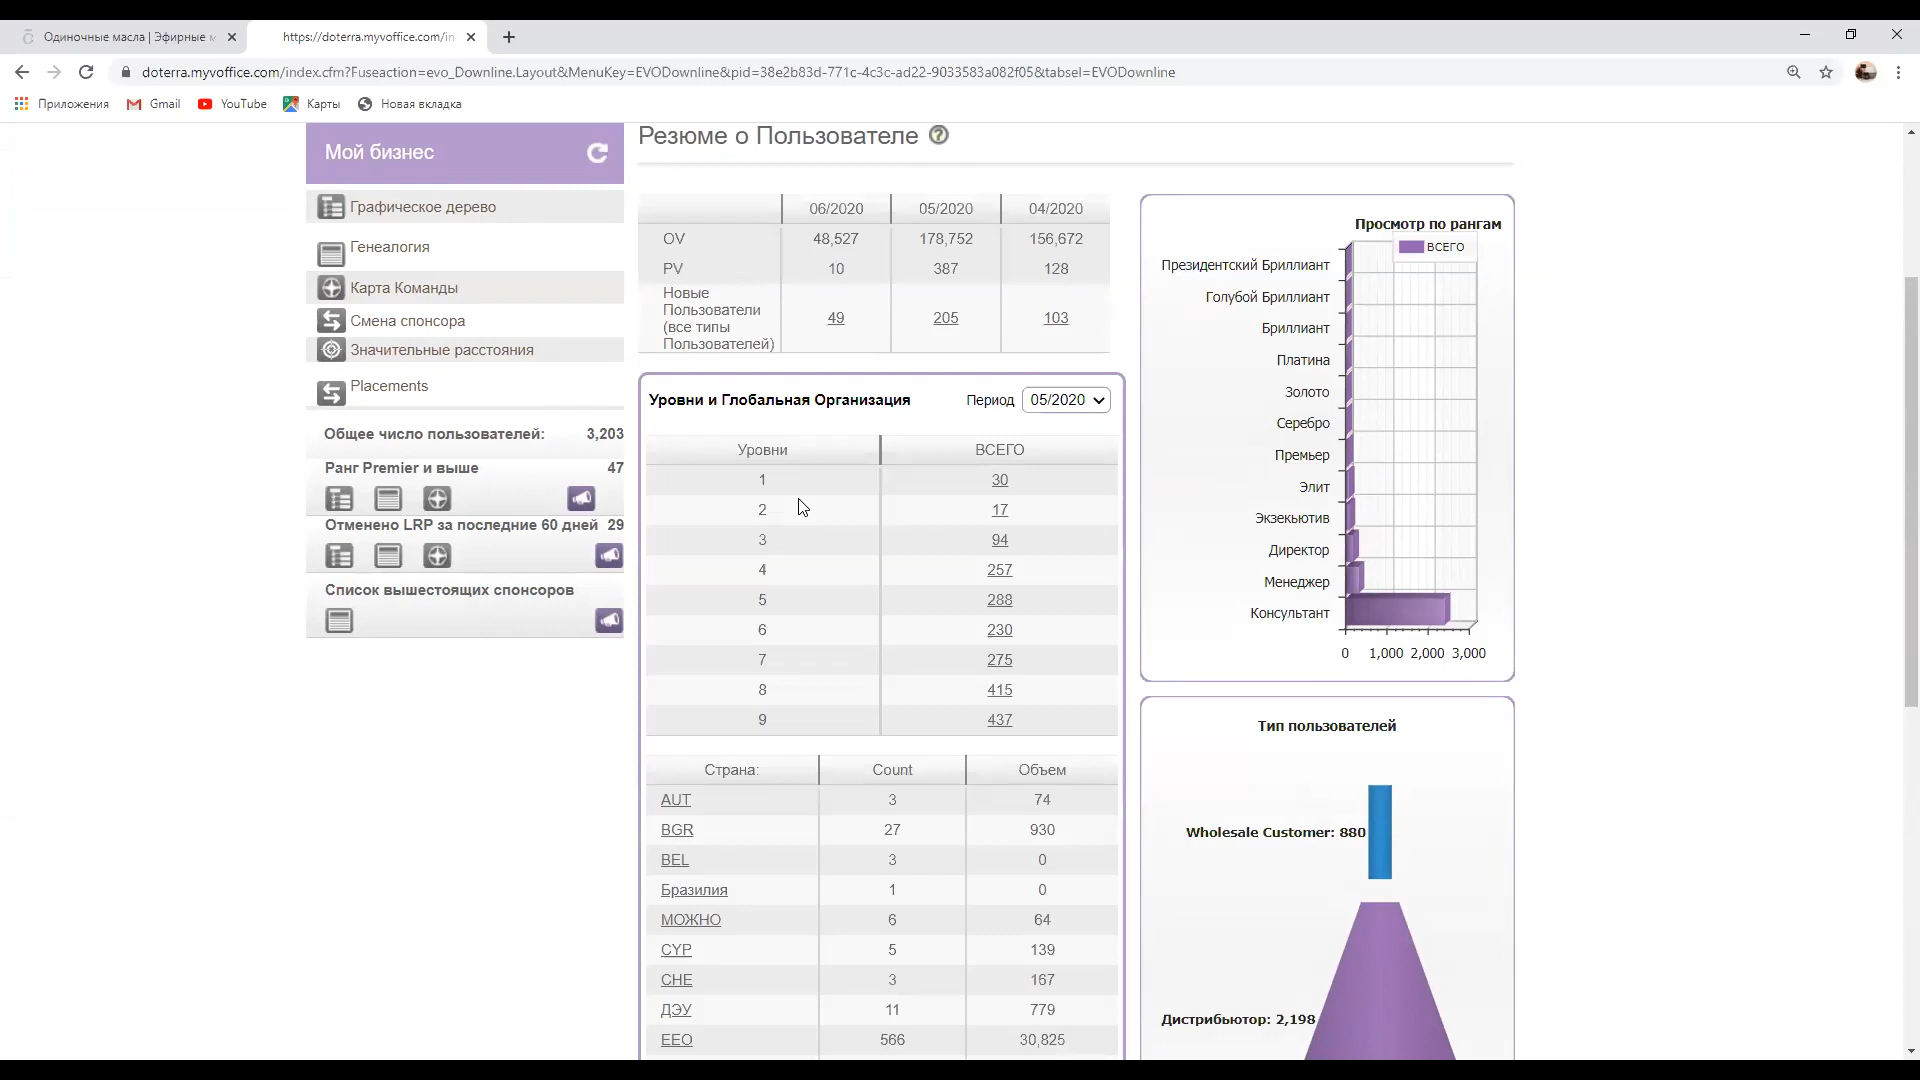 Одиночные масла | Эфирные м
https://doterra.myvoffice.com/in
doterra.myvoffice.com/index.cfm?Fuseaction=evo_Downline.Layout&MenuKey=EVODownline&pid=38e2b83d-771c-4c3c-ad22-9033583a082f05&tabsel=EVODownline
Приложения Gmail YouTube Карты Новая вкладка
Мой бизнес
Графическое дерево
Генеалогия
Карта Команды
Смена спонсора
Значительные расстояния
Placements
Общее число пользователей: 3,203
Ранг Premier и выше 47
Отменено LRP за последние 60 дней 29
Список вышестоящих спонсоров
Резюме о Пользователе ?
06/2020 05/2020 04/2020
OV 48,527 178,752 156,672
PV 10 387 128
Новые
Пользователи
(все типы
Пользователей)
49 205 103
Уровни и Глобальная Организация Период 05/2020
Уровни ВСЕГО
1 30
2 17
3 94
4 257
5 288
6 230
7 275
8 415
9 437
Страна: Count Объем
AUT 3 74
BGR 27 930
BEL 3 0
Бразилия 1 0
МОЖНО 6 64
CYP 5 139
CHE 3 167
ДЭУ 11 779
EEO 566 30,825
Просмотр по рангам
ВСЕГО
Президентский Бриллиант
Голубой Бриллиант
Бриллиант
Платина
Золото
Серебро
Премьер
Элит
Экзекьютив
Директор
Менеджер
Консультант
0 1,000 2,000 3,000
Тип пользователей
Wholesale Customer: 880
Дистрибьютор: 2,198